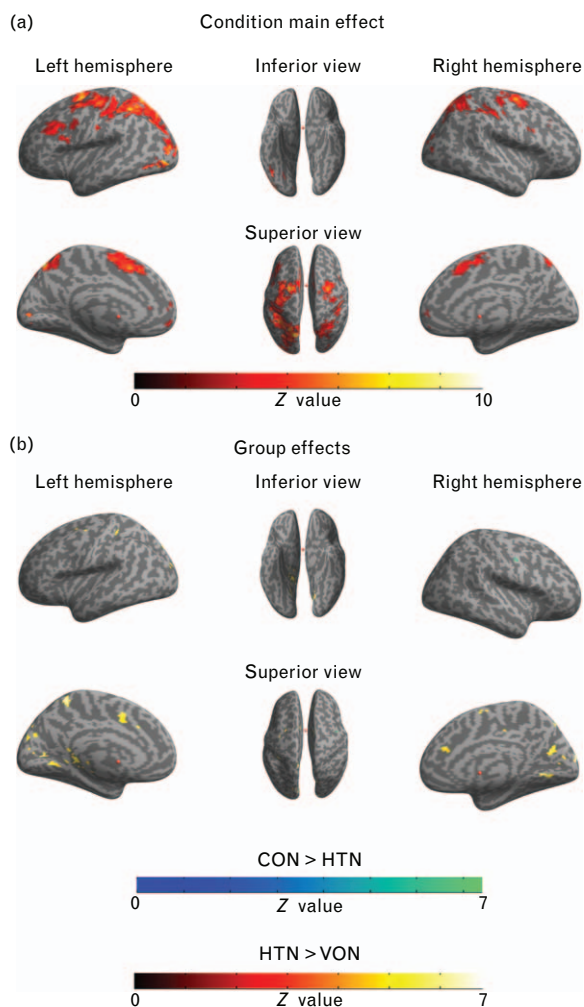 (a)
Condition main effect
Left hemisphere Inferior view Right hemisphere
Superior view
0 Z value 10
(b)
Group effects
Left hemisphere Inferior view Right hemisphere
Superior view
CON > HTN
0 Z value 7
HTN > VON
0 Z value 7